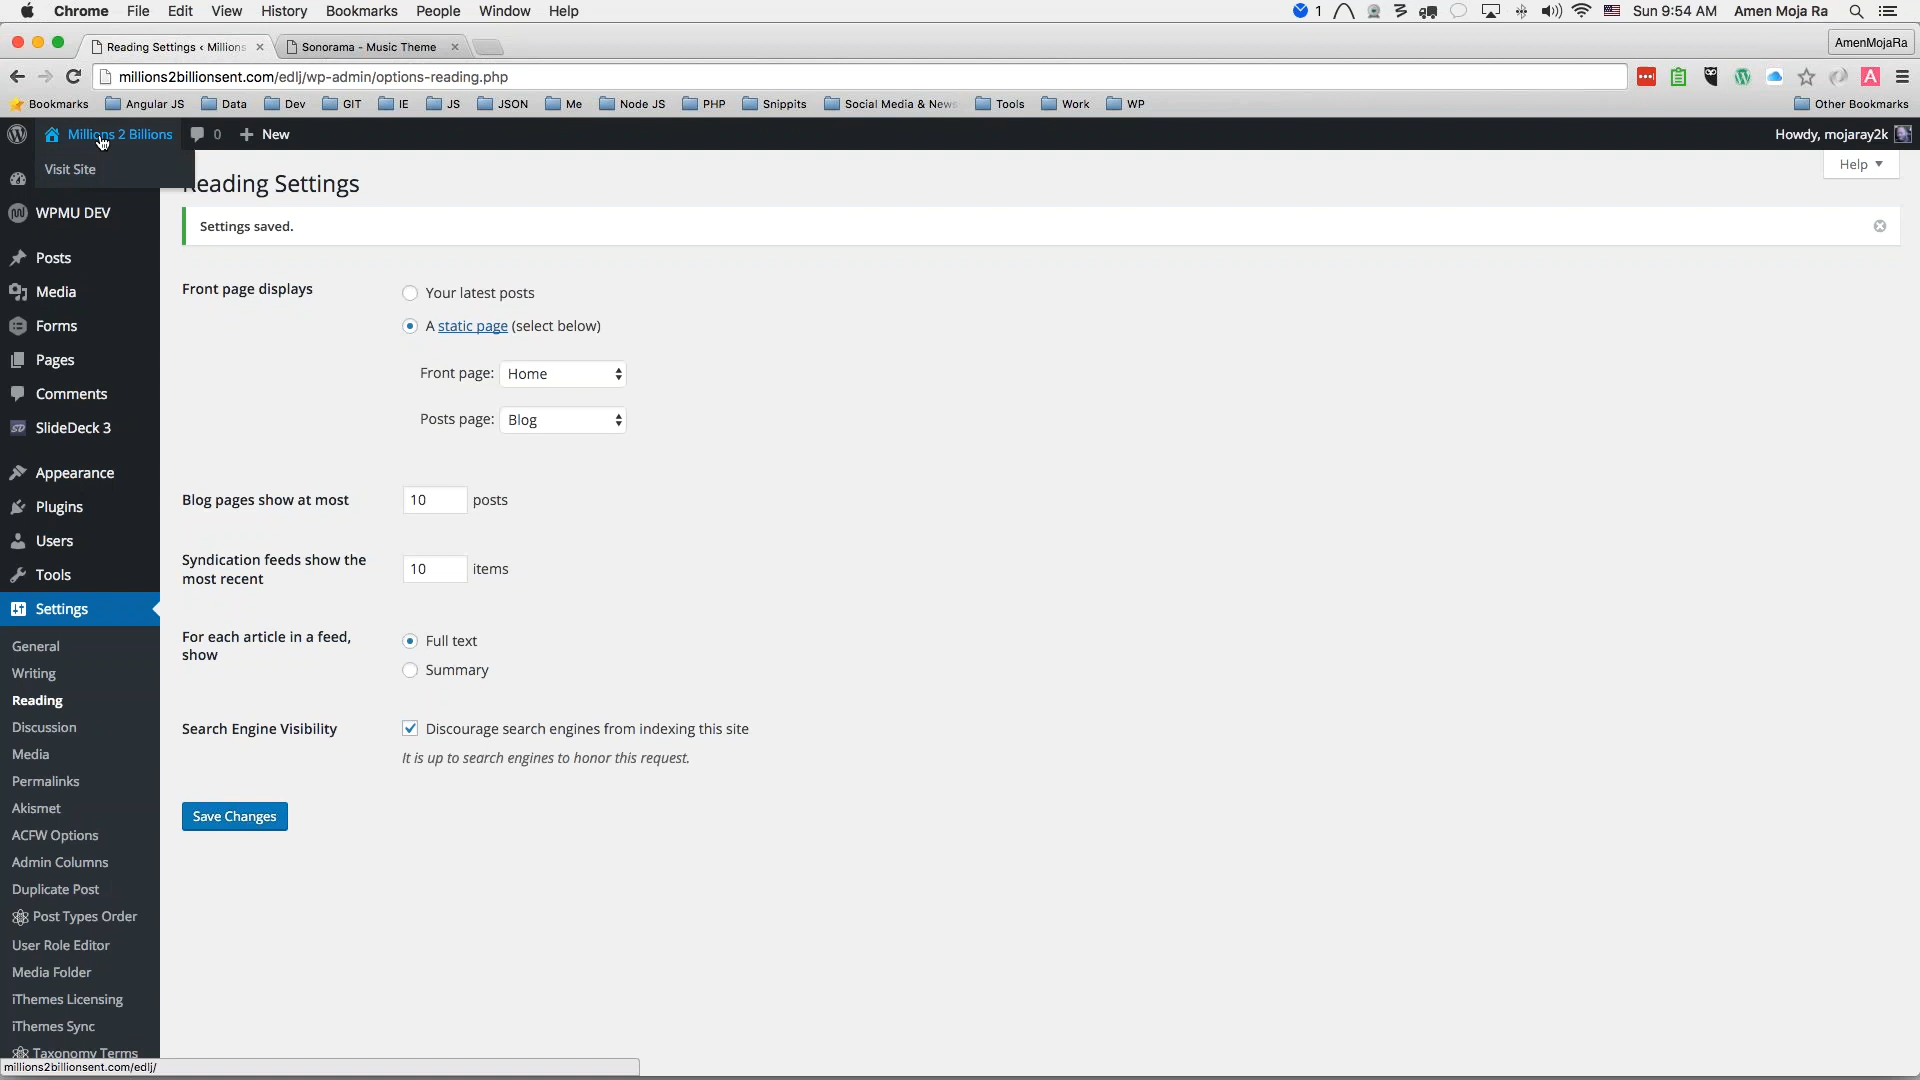 Chrome File Edit View History Bookmarks People Window Help 1 Sun 9:54 AM Amen Moja Ra
Reading Settings ‹ Millions Sonorama - Music Theme AmenMojaRa
millions2billionsent.com/edlj/wp-admin/options-reading.php
Bookmarks Angular JS Data Dev GIT IE JS JSON Me Node JS PHP Snippits Social Media & News Tools Work WP Other Bookmarks
Millions 2 Billions 0 New Howdy, mojaray2k
Visit Site
Help
Reading Settings
WPMU DEV
Settings saved.
Posts
Media
Forms
Pages
Comments
SlideDeck 3
Appearance
Plugins
Users
Tools
Settings
General
Writing
Reading
Discussion
Media
Permalinks
Akismet
ACFW Options
Admin Columns
Duplicate Post
Post Types Order
User Role Editor
Media Folder
iThemes Licensing
iThemes Sync
Taxonomy Terms
Front page displays
Your latest posts
A static page (select below)
Front page: Home
Posts page: Blog
Blog pages show at most 10 posts
Syndication feeds show the
most recent
10 items
For each article in a feed,
show
Full text
Summary
Search Engine Visibility Discourage search engines from indexing this site
It is up to search engines to honor this request.
Save Changes
millions2billionsent.com/edlj/